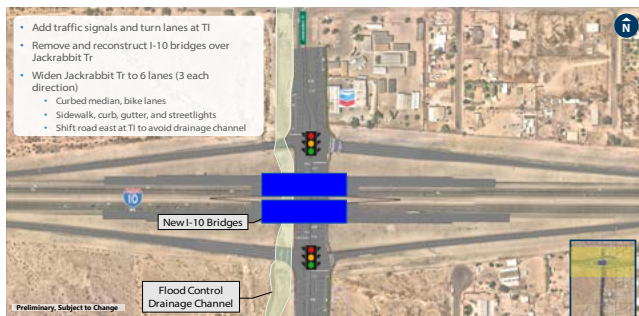 • Add traffic signals and turn lanes at TI
• Remove and reconstruct I-10 bridges over
Jackrabbit Tr
• Widen Jackrabbit Tr to 6 lanes (3 each
direction)
• Curbed median, bike lanes
• Sidewalk, curb, gutter, and streetlights
• Shift road east at TI to avoid drainage channel
N
10
New I-10 Bridges
Flood Control
Drainage Channel
Preliminary, Subject to Change